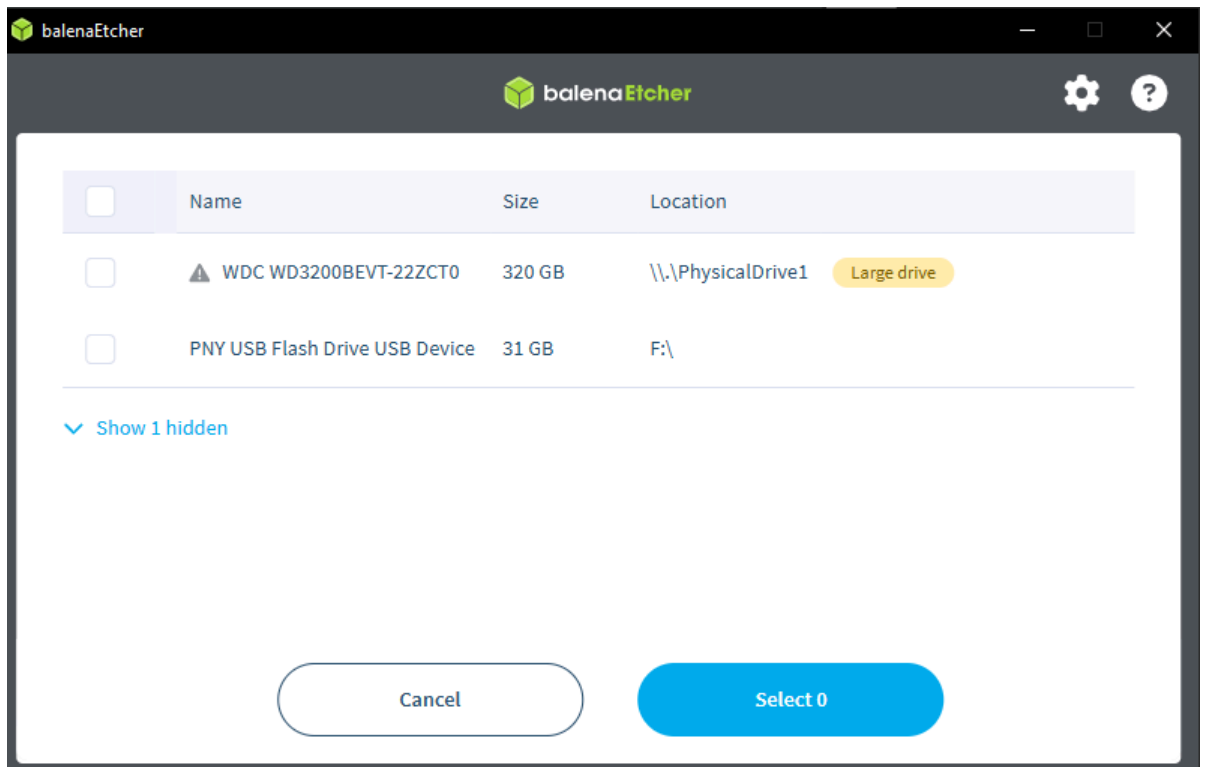 balenaEtcher
balenaEtcher
?
Name Size Location
WDC WD3200BEVT-22ZCT0 320 GB \\.\PhysicalDrive1 Large drive
PNY USB Flash Drive USB Device 31 GB F:\
Show 1 hidden
Cancel Select 0